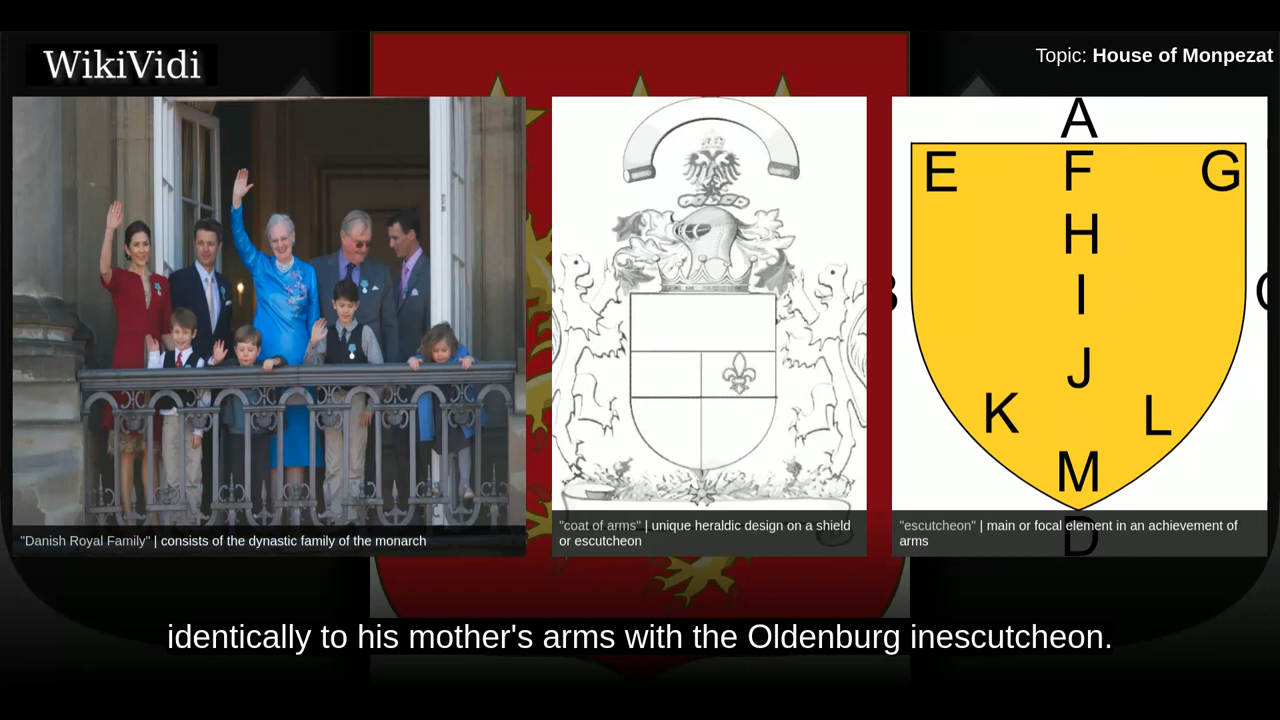 WikiVidi
Topic: House of Monpezat
"Danish Royal Family" | consists of the dynastic family of the monarch
"coat of arms" | unique heraldic design on a shield
or escutcheon
A
E F G
H
B I C
J
K L
M
D
"escutcheon" | main or focal element in an achievement of
arms
identically to his mother's arms with the Oldenburg inescutcheon.